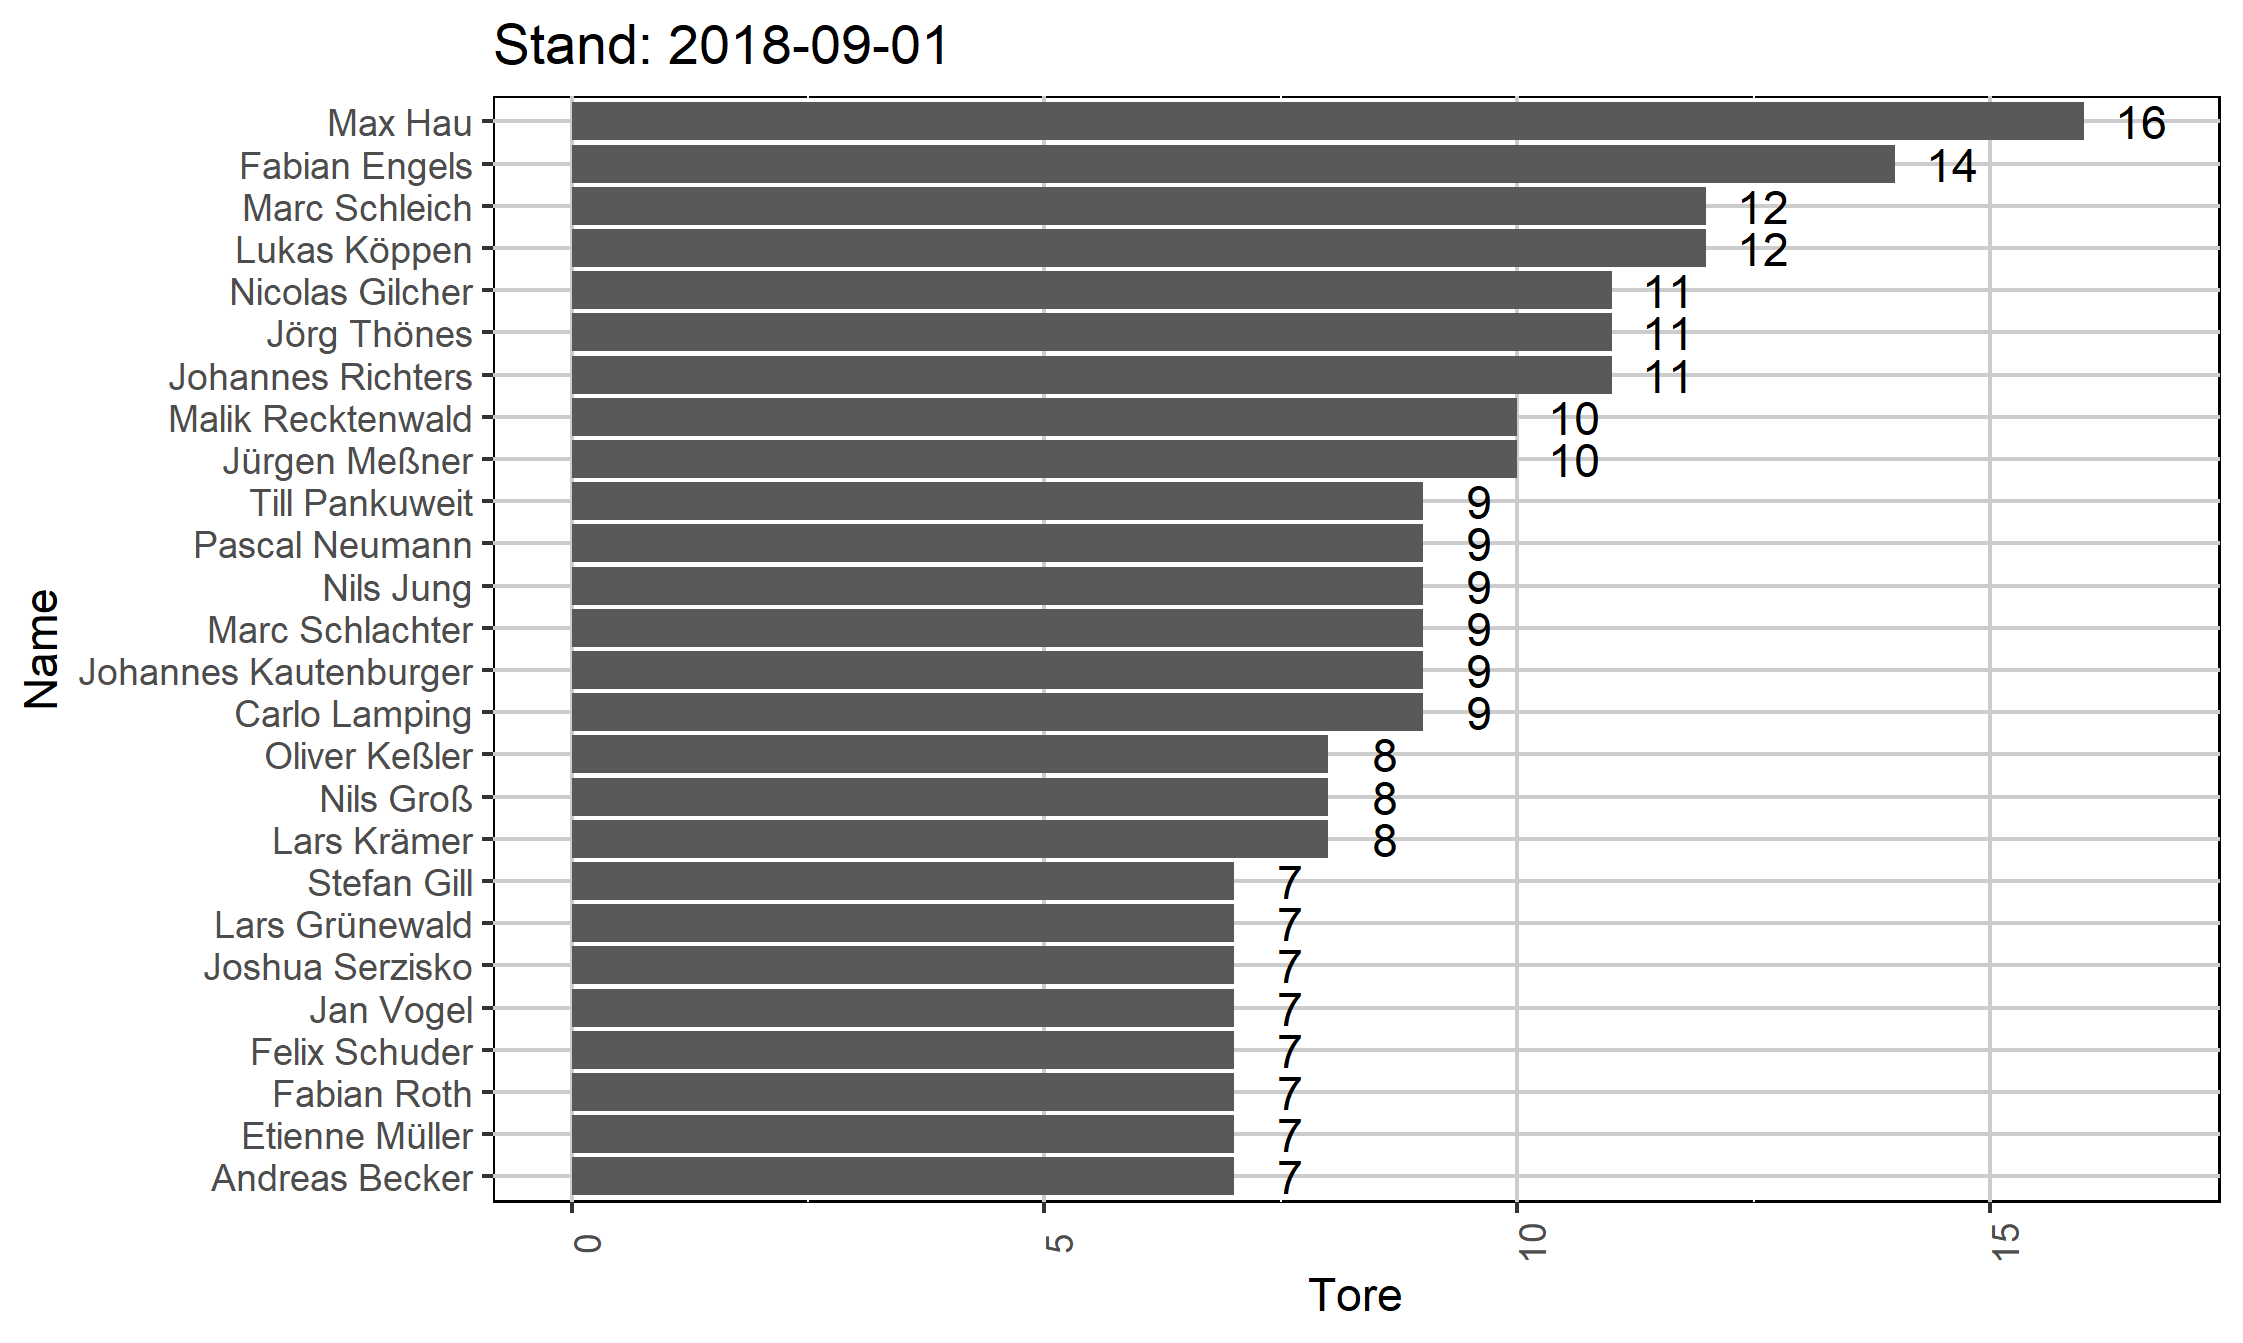 Stand: 2018-09-01
Name
Max Hau 16
Fabian Engels 14
Marc Schleich 12
Lukas Köppen 12
Nicolas Gilcher 11
Jörg Thönes 11
Johannes Richters 11
Malik Recktenwald 10
Jürgen Meßner 10
Till Pankuweit 9
Pascal Neumann 9
Nils Jung 9
Marc Schlachter 9
Johannes Kautenburger 9
Carlo Lamping 9
Oliver Keßler 8
Nils Groß 8
Lars Krämer 8
Stefan Gill 7
Lars Grünewald 7
Joshua Serzisko 7
Jan Vogel 7
Felix Schuder 7
Fabian Roth 7
Etienne Müller 7
Andreas Becker 7
0 5 10 15
Tore